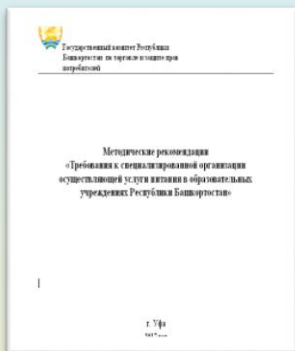 Государственный комитет Республики
Башкортостан по торговле и защите прав
потребителей
Методические рекомендации
«Требования к специализированной организации
осуществляющей услуги питания в образовательных
учреждениях Республики Башкортостан»
г. Уфа